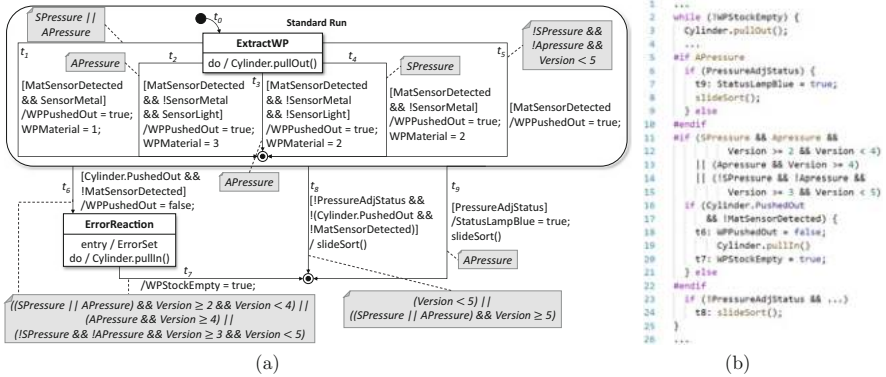 SPressure ||
APressure
t0
Standard Run
ExtractWP
do / Cylinder.pullOut()
!SPressure &&
!Apressure &&
Version < 5
t1
t2
t3
t4
t5
APressure
SPressure
[MatSensorDetected
&& SensorMetal]
/WPPushedOut = true;
WPMaterial = 1;
[MatSensorDetected
&& !SensorMetal
&& SensorLight]
/WPPushedOut = true;
WPMaterial = 3
[MatSensorDetected
&& !SensorMetal
&& !SensorLight]
/WPPushedOut = true;
WPMaterial = 2
[MatSensorDetected
&& !SensorMetal]
/WPPushedOut = true;
WPMaterial = 2
[MatSensorDetected
/WPPushedOut = true;
t6
[Cylinder.PushedOut &&
!MatSensorDetected]
/WPPushedOut = false;
APressure
t8
[!PressureAdjStatus &&
!(Cylinder.PushedOut &&
!MatSensorDetected)]
/ slideSort()
t9
[PressureAdjStatus]
/StatusLampBlue = true;
slideSort()
APressure
ErrorReaction
entry / ErrorSet
do / Cylinder.pullIn()
t7
/WPStockEmpty = true;
((SPressure || APressure) && Version ≥ 2 && Version < 4) ||
(APressure && Version ≥ 4) ||
(!SPressure && !APressure && Version ≥ 3 && Version < 5)
(Version < 5) ||
((SPressure || APressure) && Version ≥ 5)
(a)
1 ...
2 while (!WPStockEmpty) {
3 Cylinder.pullOut();
4 ...
5 #if APressure
6 if (PressureAdjStatus) {
7 t9: StatusLampBlue = true;
8 slideSort();
9 } else
10 #endif
11 #if (SPressure && Apressure &&
12 Version >= 2 && Version < 4)
13 || (Apressure && Version >= 4)
14 || (!SPressure && !Apressure &&
15 Version >= 3 && Version < 5)
16 if (Cylinder.PushedOut
17 && !MatSensorDetected) {
18 t6: WPPushedOut = false;
19 Cylinder.pullIn()
20 t7: WPStockEmpty = true;
21 } else
22 #endif
23 if (!PressureAdjStatus && ...)
24 t8: slideSort();
25 }
26 ...
(b)